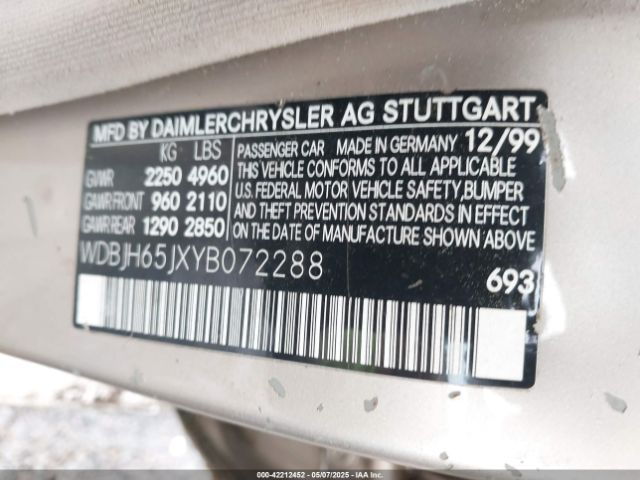 MFD BY DAIMLERCHRYSLER AG STUTTGART
KG LBS
GVWR 2250 4960
GAWR FRONT 960 2110
GAWR REAR 1290 2850
PASSENGER CAR MADE IN GERMANY 12/99
THIS VEHICLE CONFORMS TO ALL APPLICABLE
U.S. FEDERAL MOTOR VEHICLE SAFETY, BUMPER
AND THEFT PREVENTION STANDARDS IN EFFECT
ON THE DATE OF MANUFACTURE SHOWN ABOVE.
WDBJH65JXYB072288
693
000-42212452 - 05/07/2025 - IAAI.COM